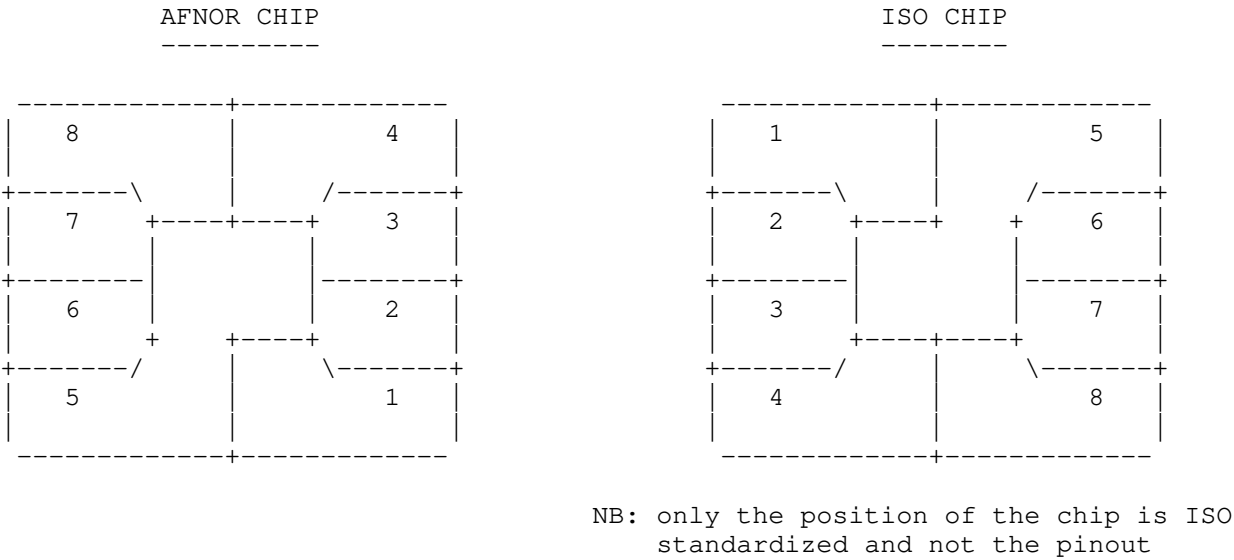 AFNOR CHIP ISO CHIP
---------- --------
-------------+------------- -------------+-------------
| 8 | 4 | | 1 | 5 |
| | | | | |
+-------\ | /-------+ +-------\ | /-------+
| 7 +----+----+ 3 | | 2 +----+ + 6 |
| | | | | | | |
+--------| |--------+ +--------| |--------+
| 6 | | 2 | | 3 | | 7 |
| + +----+ | | +----+----+ |
+-------/ | \-------+ +-------/ | \-------+
| 5 | 1 | | 4 | 8 |
| | | | | |
-------------+------------- -------------+-------------
NB: only the position of the chip is ISO
standardized and not the pinout